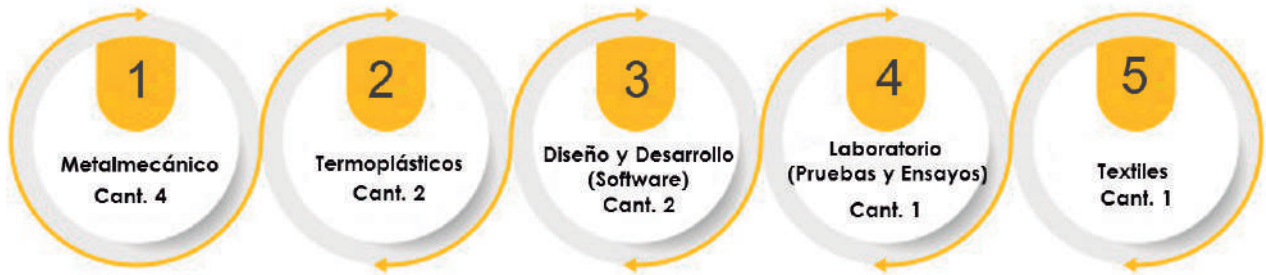 1
Metalmecánico
Cant. 4
2
Termoplásticos
Cant. 2
3
Diseño y Desarrollo
(Software)
Cant. 2
4
Laboratorio
(Pruebas y Ensayos)
Cant. 1
5
Textiles
Cant. 1